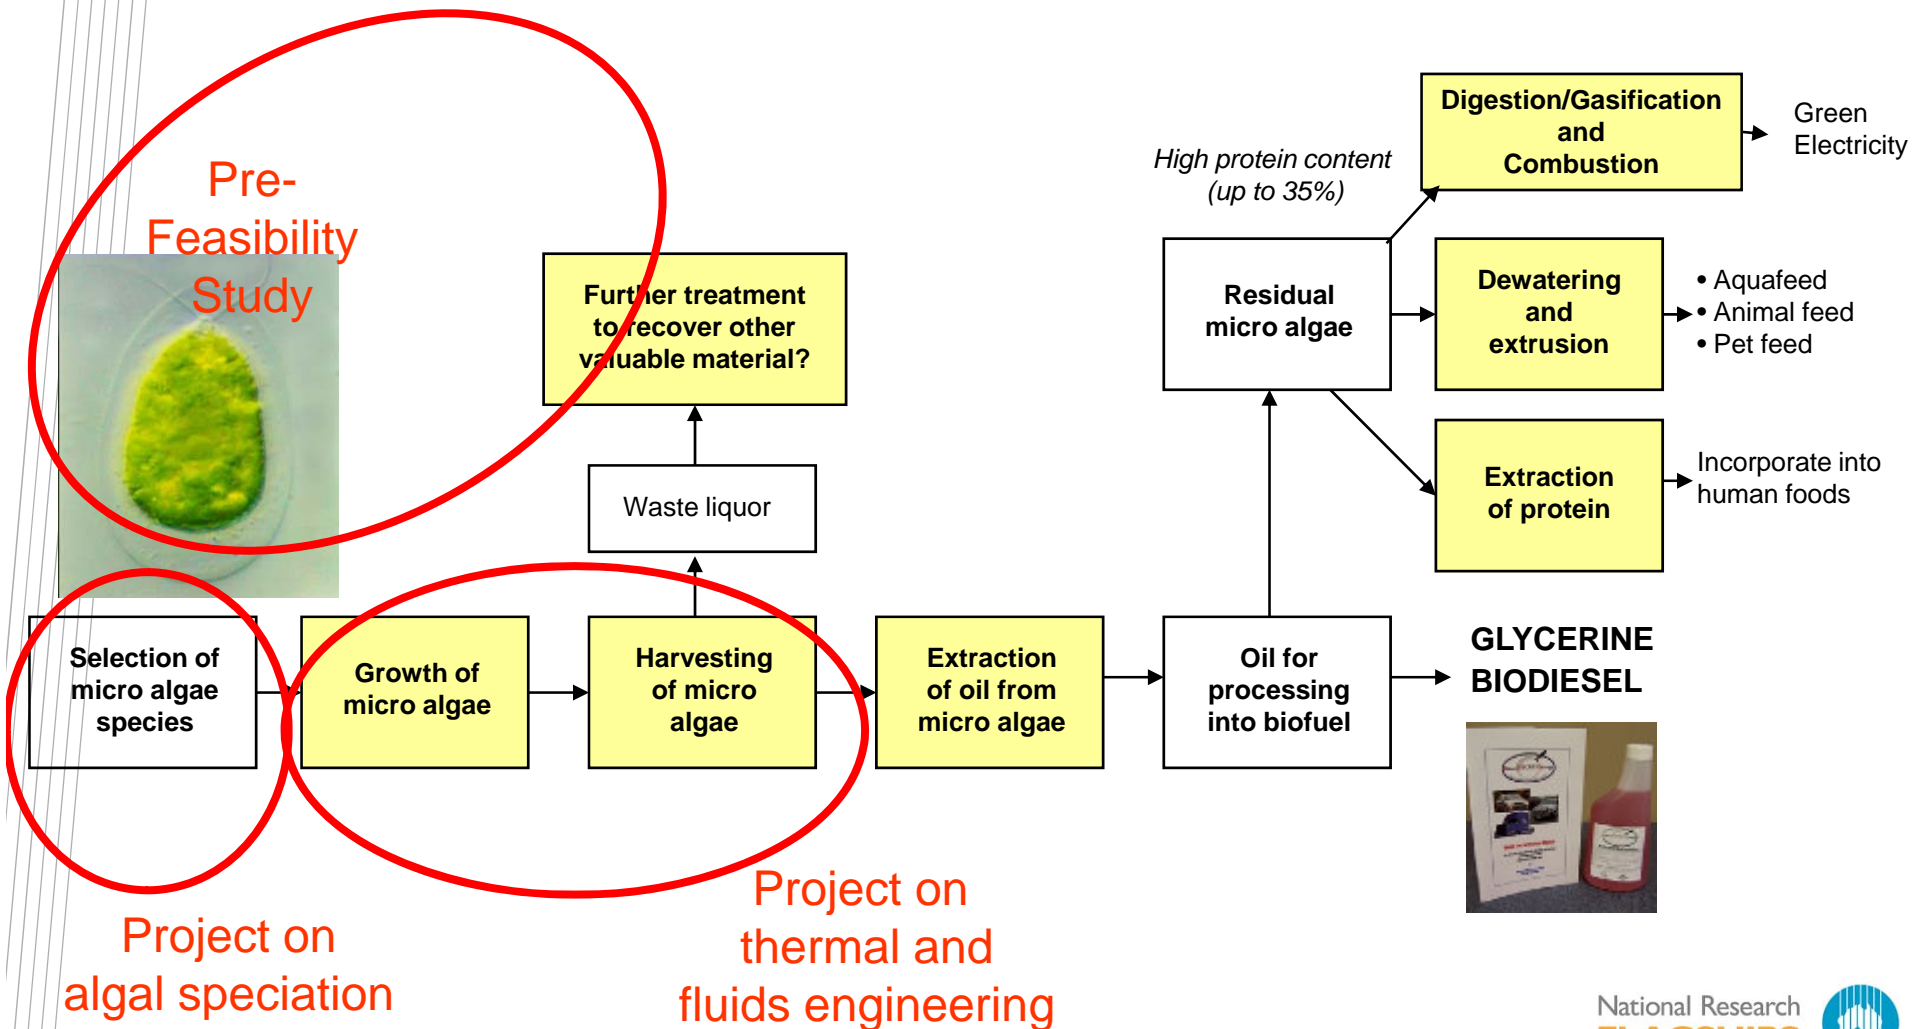 Pre-
Feasibility
Study
Further treatment
to recover other
valuable material?
Waste liquor
Selection of
micro algae
species
Growth of
micro algae
Harvesting
of micro
algae
Extraction
of oil from
micro algae
Oil for
processing
into biofuel
GLYCERINE
BIODIESEL
High protein content
(up to 35%)
Residual
micro algae
Digestion/Gasification
and
Combustion
Green
Electricity
Dewatering
and
extrusion
• Aquafeed
• Animal feed
• Pet feed
Extraction
of protein
Incorporate into
human foods
Project on
algal speciation
Project on
thermal and
fluids engineering
National Research
FLAGSHIPS